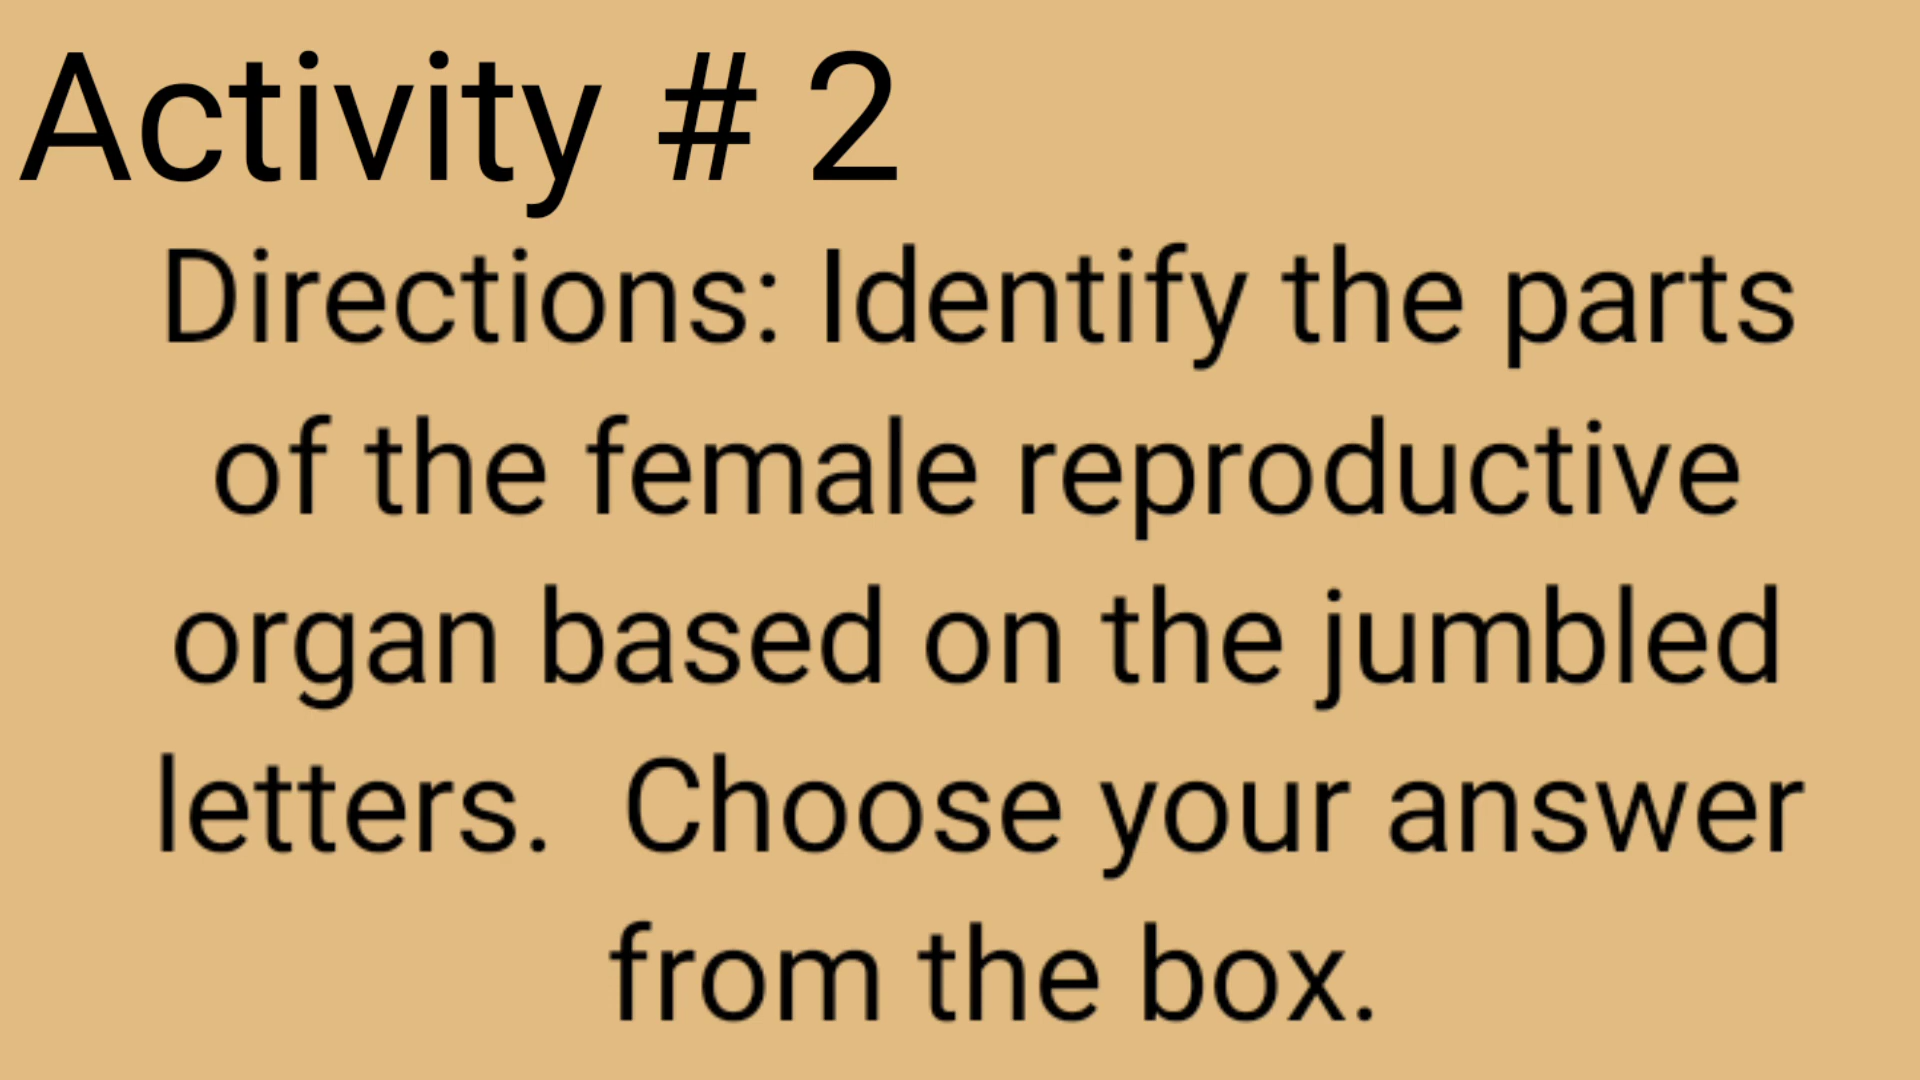 Activity # 2
Directions: Identify the parts
of the female reproductive
organ based on the jumbled
letters.  Choose your answer
from the box.